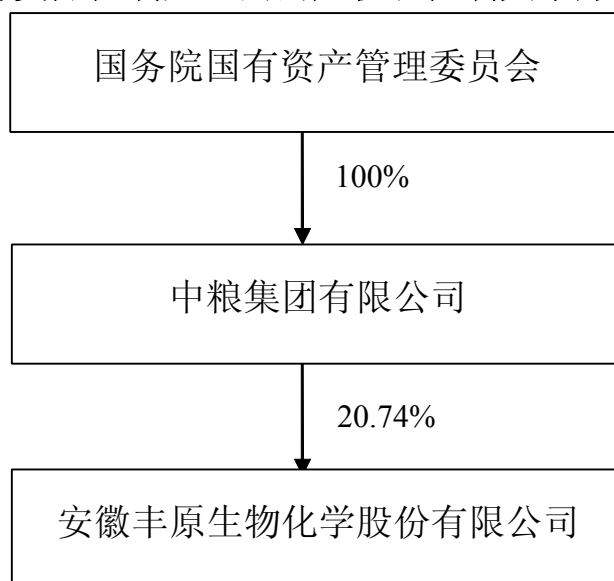 国务院国有资产管理委员会
100%
中粮集团有限公司
20.74%
安徽丰原生物化学股份有限公司